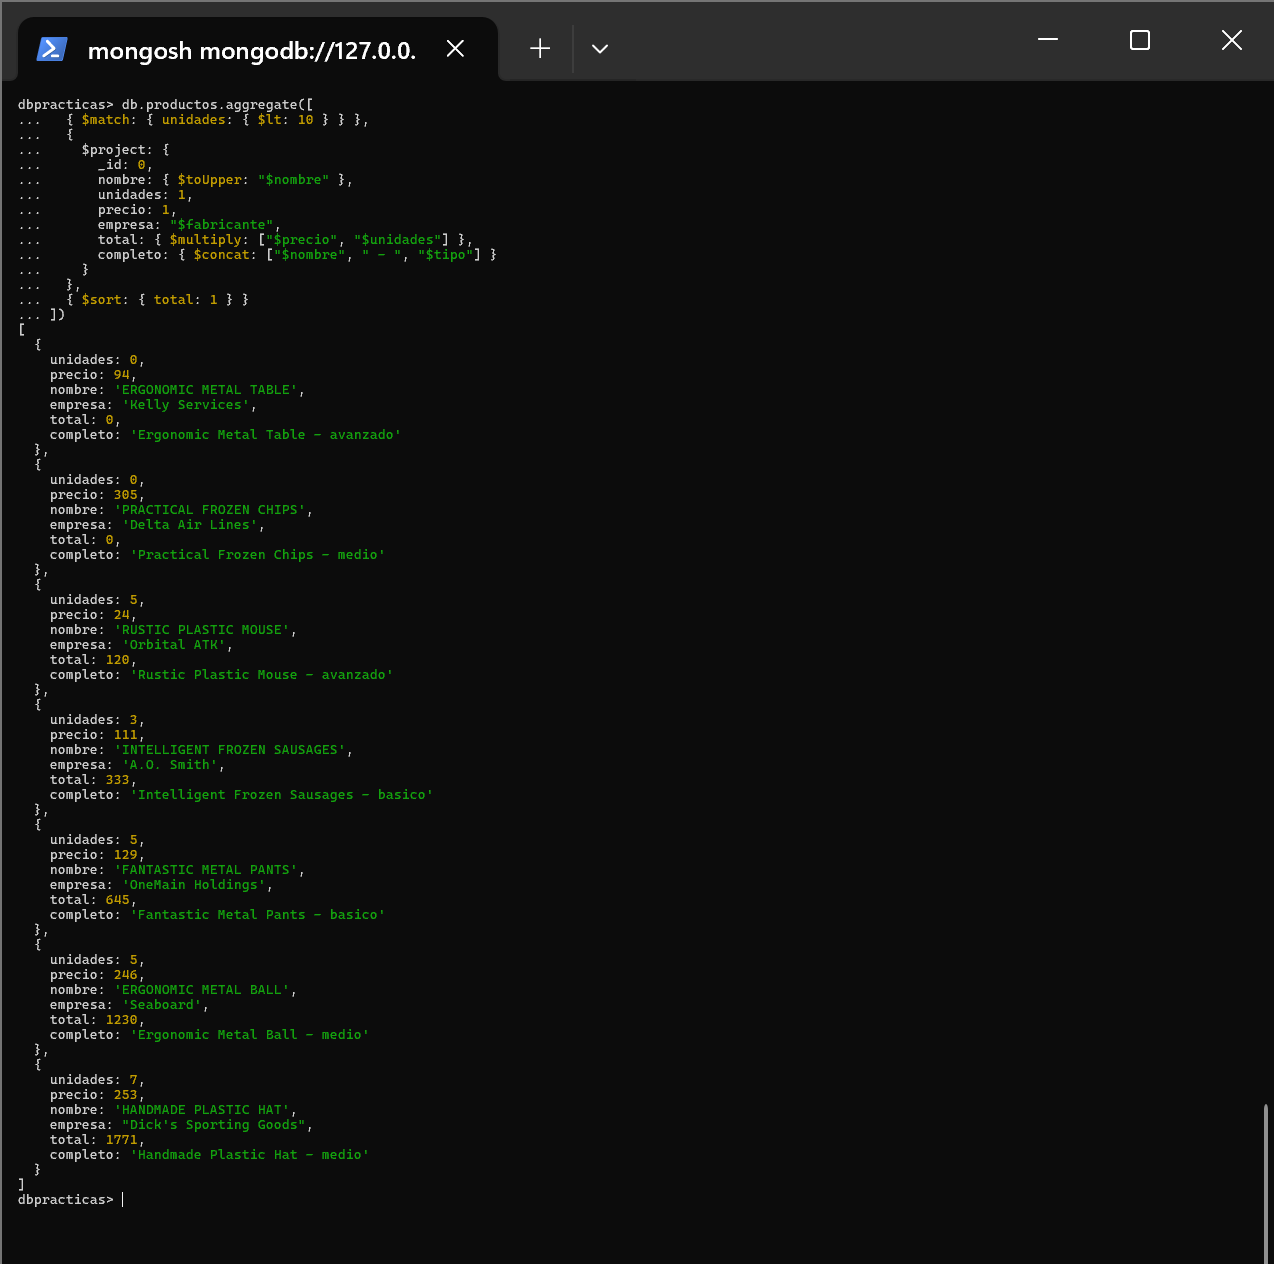 mongosh mongodb://127.0.0.
dbpracticas> db.productos.aggregate([
...   { $match: { unidades: { $lt: 10 } } },
...   {
...     $project: {
...       _id: 0,
...       nombre: { $toUpper: "$nombre" },
...       unidades: 1,
...       precio: 1,
...       empresa: "$fabricante",
...       total: { $multiply: ["$precio", "$unidades"] },
...       completo: { $concat: ["$nombre", " - ", "$tipo"] }
...     }
...   },
...   { $sort: { total: 1 } }
... ])
[
  {
    unidades: 0,
    precio: 94,
    nombre: 'ERGONOMIC METAL TABLE',
    empresa: 'Kelly Services',
    total: 0,
    completo: 'Ergonomic Metal Table - avanzado'
  },
  {
    unidades: 0,
    precio: 305,
    nombre: 'PRACTICAL FROZEN CHIPS',
    empresa: 'Delta Air Lines',
    total: 0,
    completo: 'Practical Frozen Chips - medio'
  },
  {
    unidades: 5,
    precio: 24,
    nombre: 'RUSTIC PLASTIC MOUSE',
    empresa: 'Orbital ATK',
    total: 120,
    completo: 'Rustic Plastic Mouse - avanzado'
  },
  {
    unidades: 3,
    precio: 111,
    nombre: 'INTELLIGENT FROZEN SAUSAGES',
    empresa: 'A.O. Smith',
    total: 333,
    completo: 'Intelligent Frozen Sausages - basico'
  },
  {
    unidades: 5,
    precio: 129,
    nombre: 'FANTASTIC METAL PANTS',
    empresa: 'OneMain Holdings',
    total: 645,
    completo: 'Fantastic Metal Pants - basico'
  },
  {
    unidades: 5,
    precio: 246,
    nombre: 'ERGONOMIC METAL BALL',
    empresa: 'Seaboard',
    total: 1230,
    completo: 'Ergonomic Metal Ball - medio'
  },
  {
    unidades: 7,
    precio: 253,
    nombre: 'HANDMADE PLASTIC HAT',
    empresa: "Dick's Sporting Goods",
    total: 1771,
    completo: 'Handmade Plastic Hat - medio'
  }
]
dbpracticas>